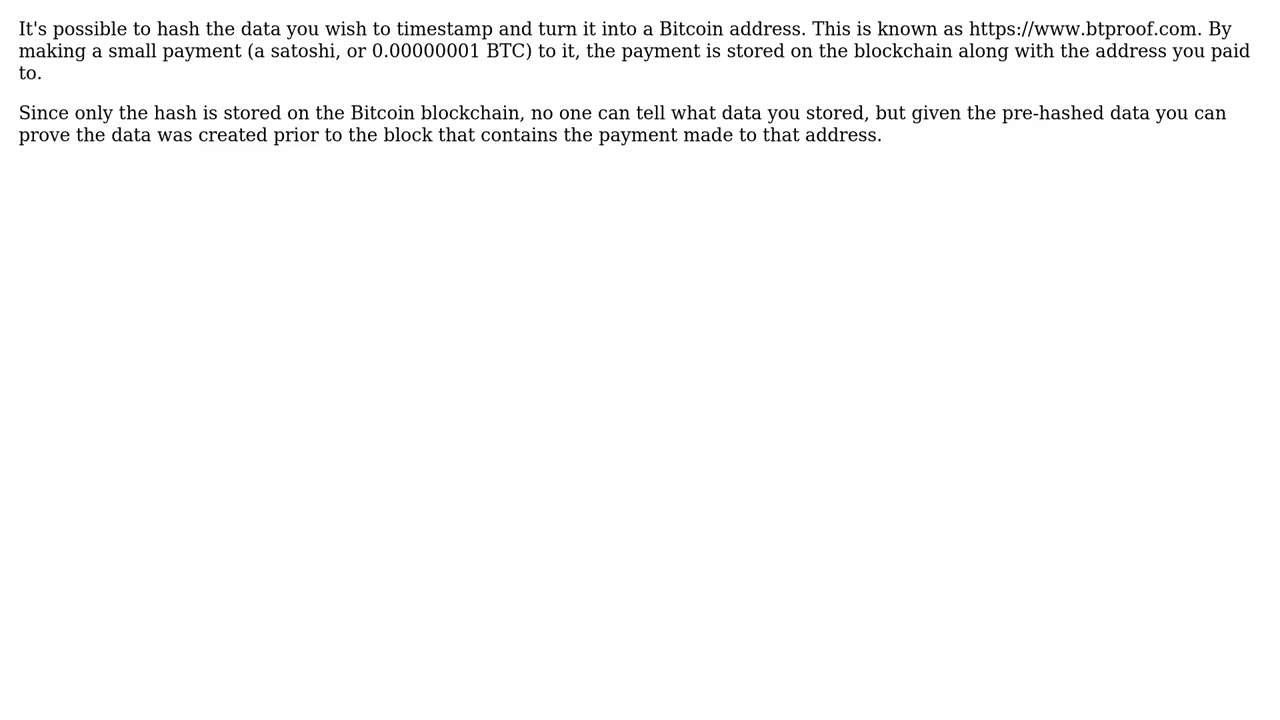 It's possible to hash the data you wish to timestamp and turn it into a Bitcoin address. This is known as https://www.btproof.com. By
making a small payment (a satoshi, or 0.00000001 BTC) to it, the payment is stored on the blockchain along with the address you paid
to.
Since only the hash is stored on the Bitcoin blockchain, no one can tell what data you stored, but given the pre-hashed data you can
prove the data was created prior to the block that contains the payment made to that address.